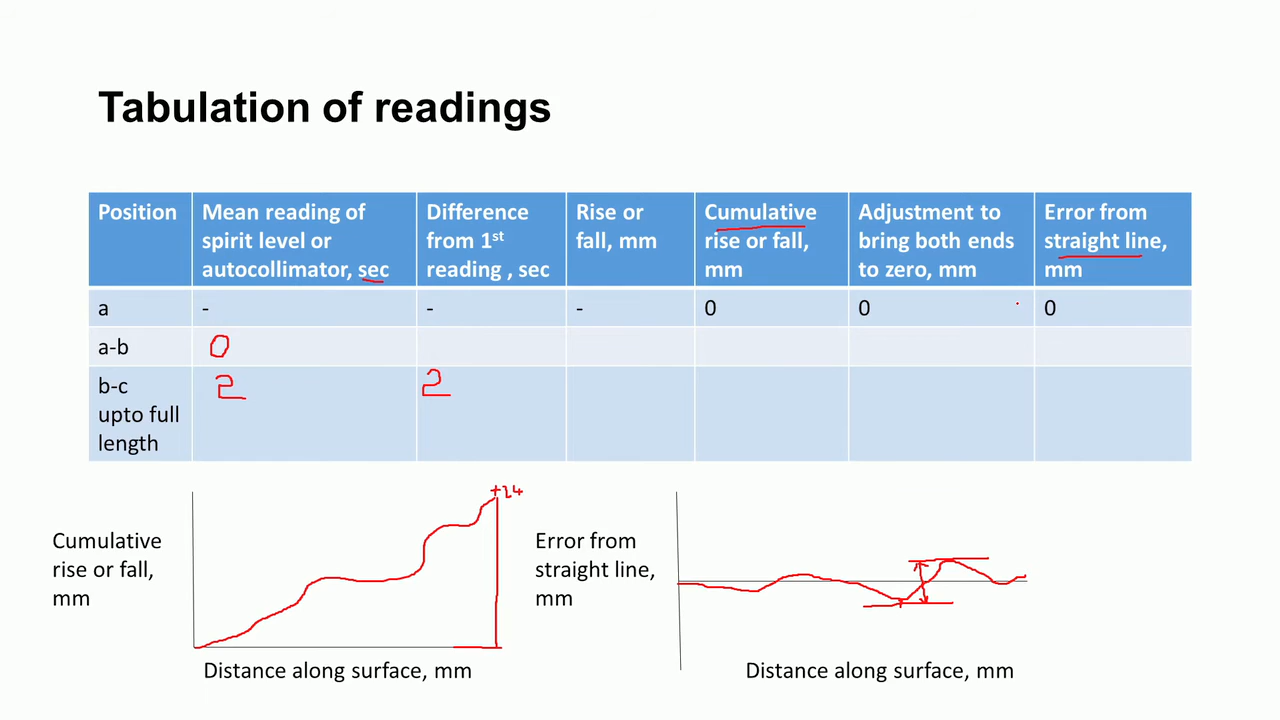 Tabulation of readings
Position
Mean reading of
spirit level or
autocollimator, sec
Difference
from 1st
reading , sec
Rise or
fall, mm
Cumulative
rise or fall,
mm
Adjustment to
bring both ends
to zero, mm
Error from
straight line,
mm
a
-
-
-
0
0
0
a-b
0
b-c
upto full
length
2
2
+24
Cumulative
rise or fall,
mm
Distance along surface, mm
Error from
straight line,
mm
Distance along surface, mm